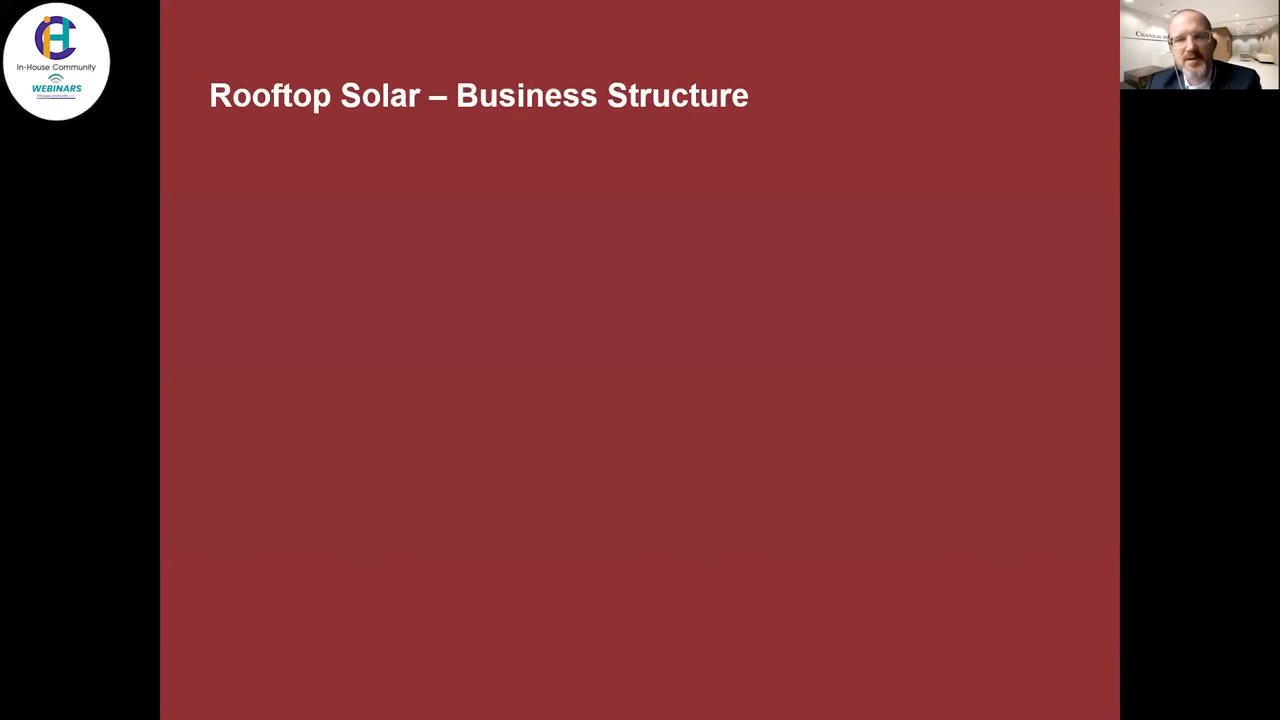 In-House Community
WEBINARS
Rooftop Solar – Business Structure